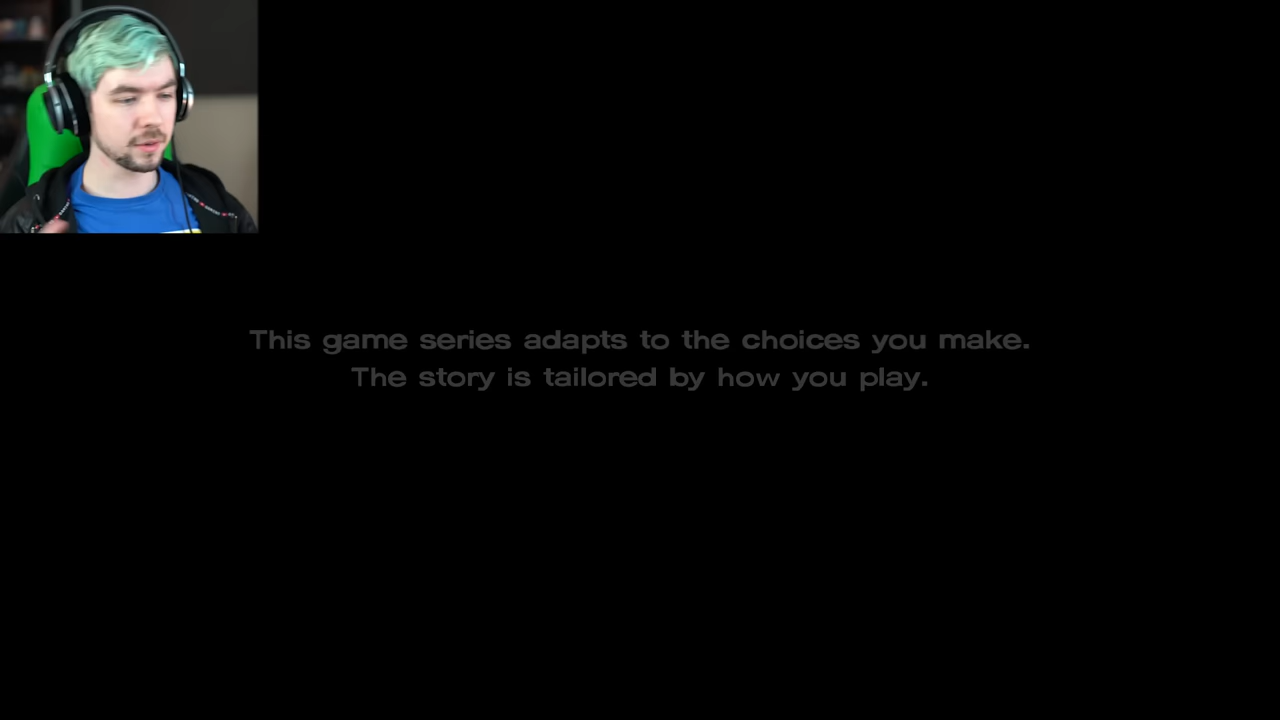 This game series adapts to the choices you make.
The story is tailored by how you play.